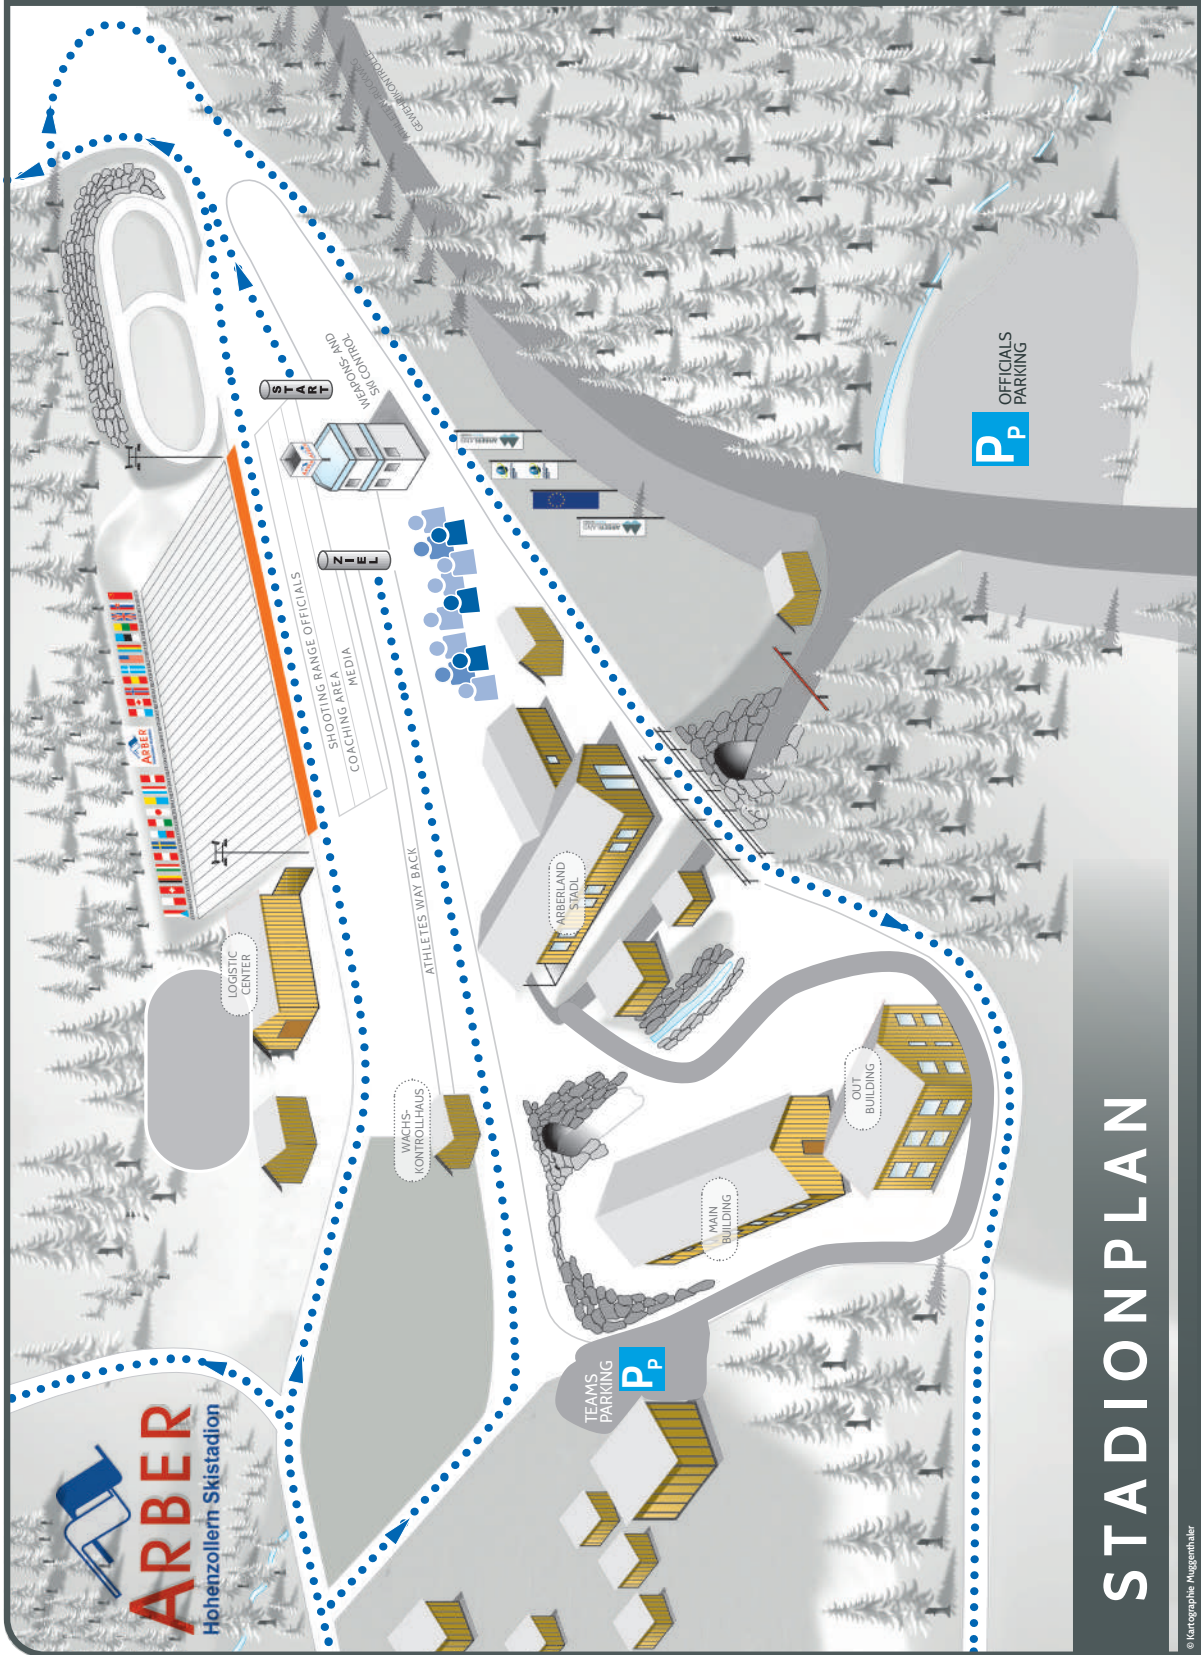 ARBER
Hohenzollern Skistadion
ARBER
LOGISTIC
CENTER
SHOOTING RANGE OFFICIALS
COACHING AREA
MEDIA
START
ZIEL
WEAPONS- AND
SKI CONTROL
GEWEHRKONTROLLE
ATHLETES WAY BACK
WACHS-
KONTROLLHAUS
ARBERLAND
STADL
MAIN
BUILDING
OUT
BUILDING
TEAMS
PARKING
P
P
OFFICIALS
PARKING
P
P
STADIONPLAN
© Kartographie Muggenthaler